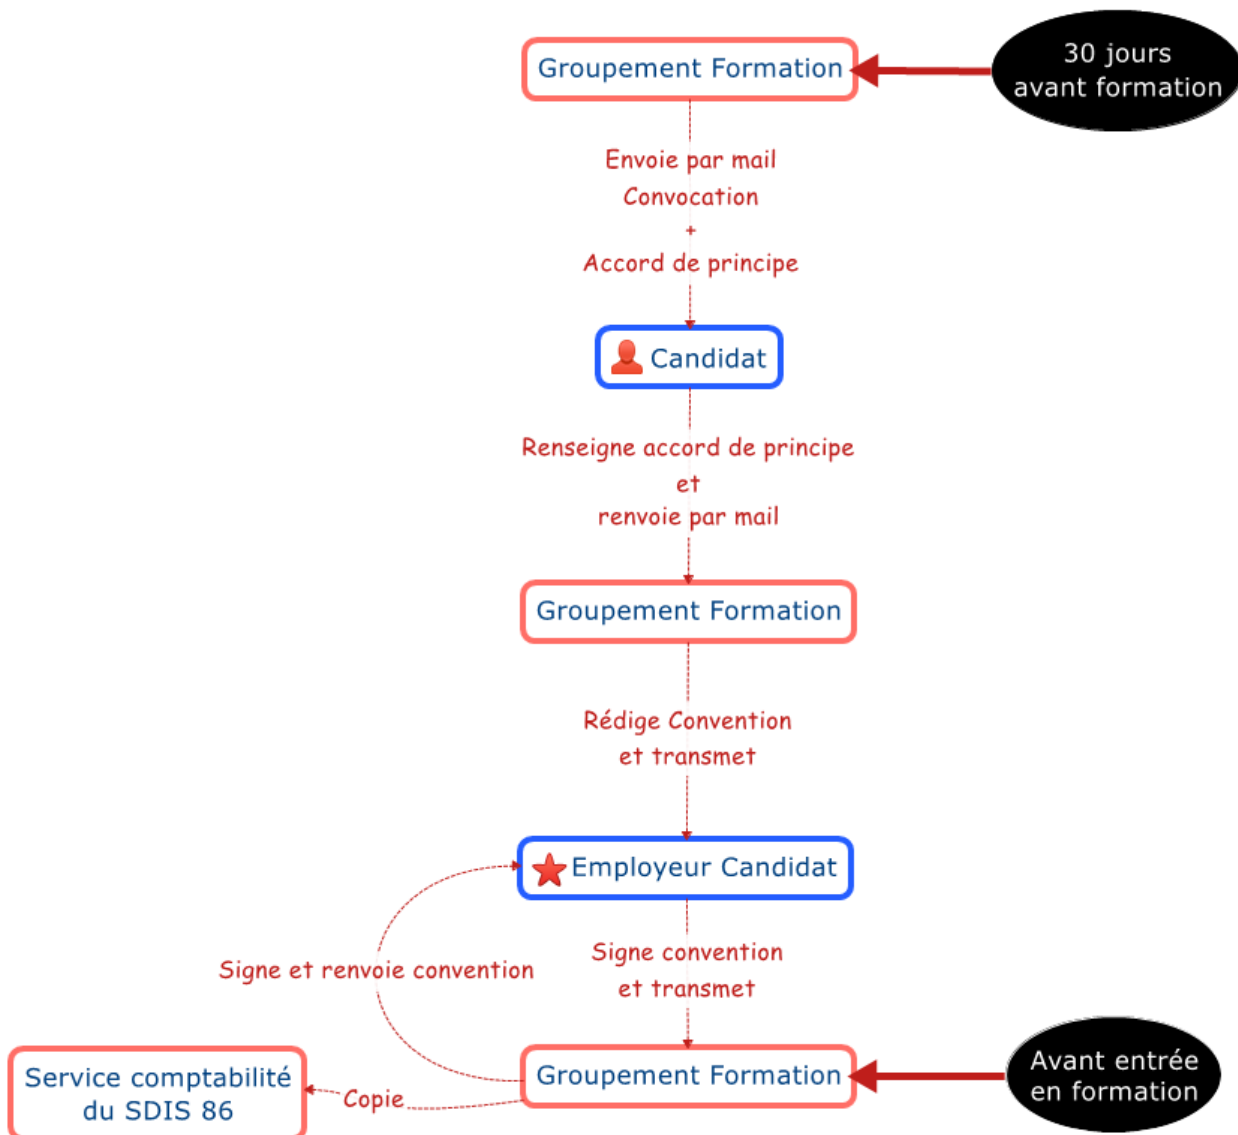 Groupement Formation
30 jours
avant formation
Envoie par mail
Convocation
+
Accord de principe
Candidat
Renseigne accord de principe
et
renvoie par mail
Groupement Formation
Rédige Convention
et transmet
Employeur Candidat
Signe et renvoie convention
Signe convention
et transmet
Groupement Formation
Avant entrée
en formation
Copie
Service comptabilité
du SDIS 86